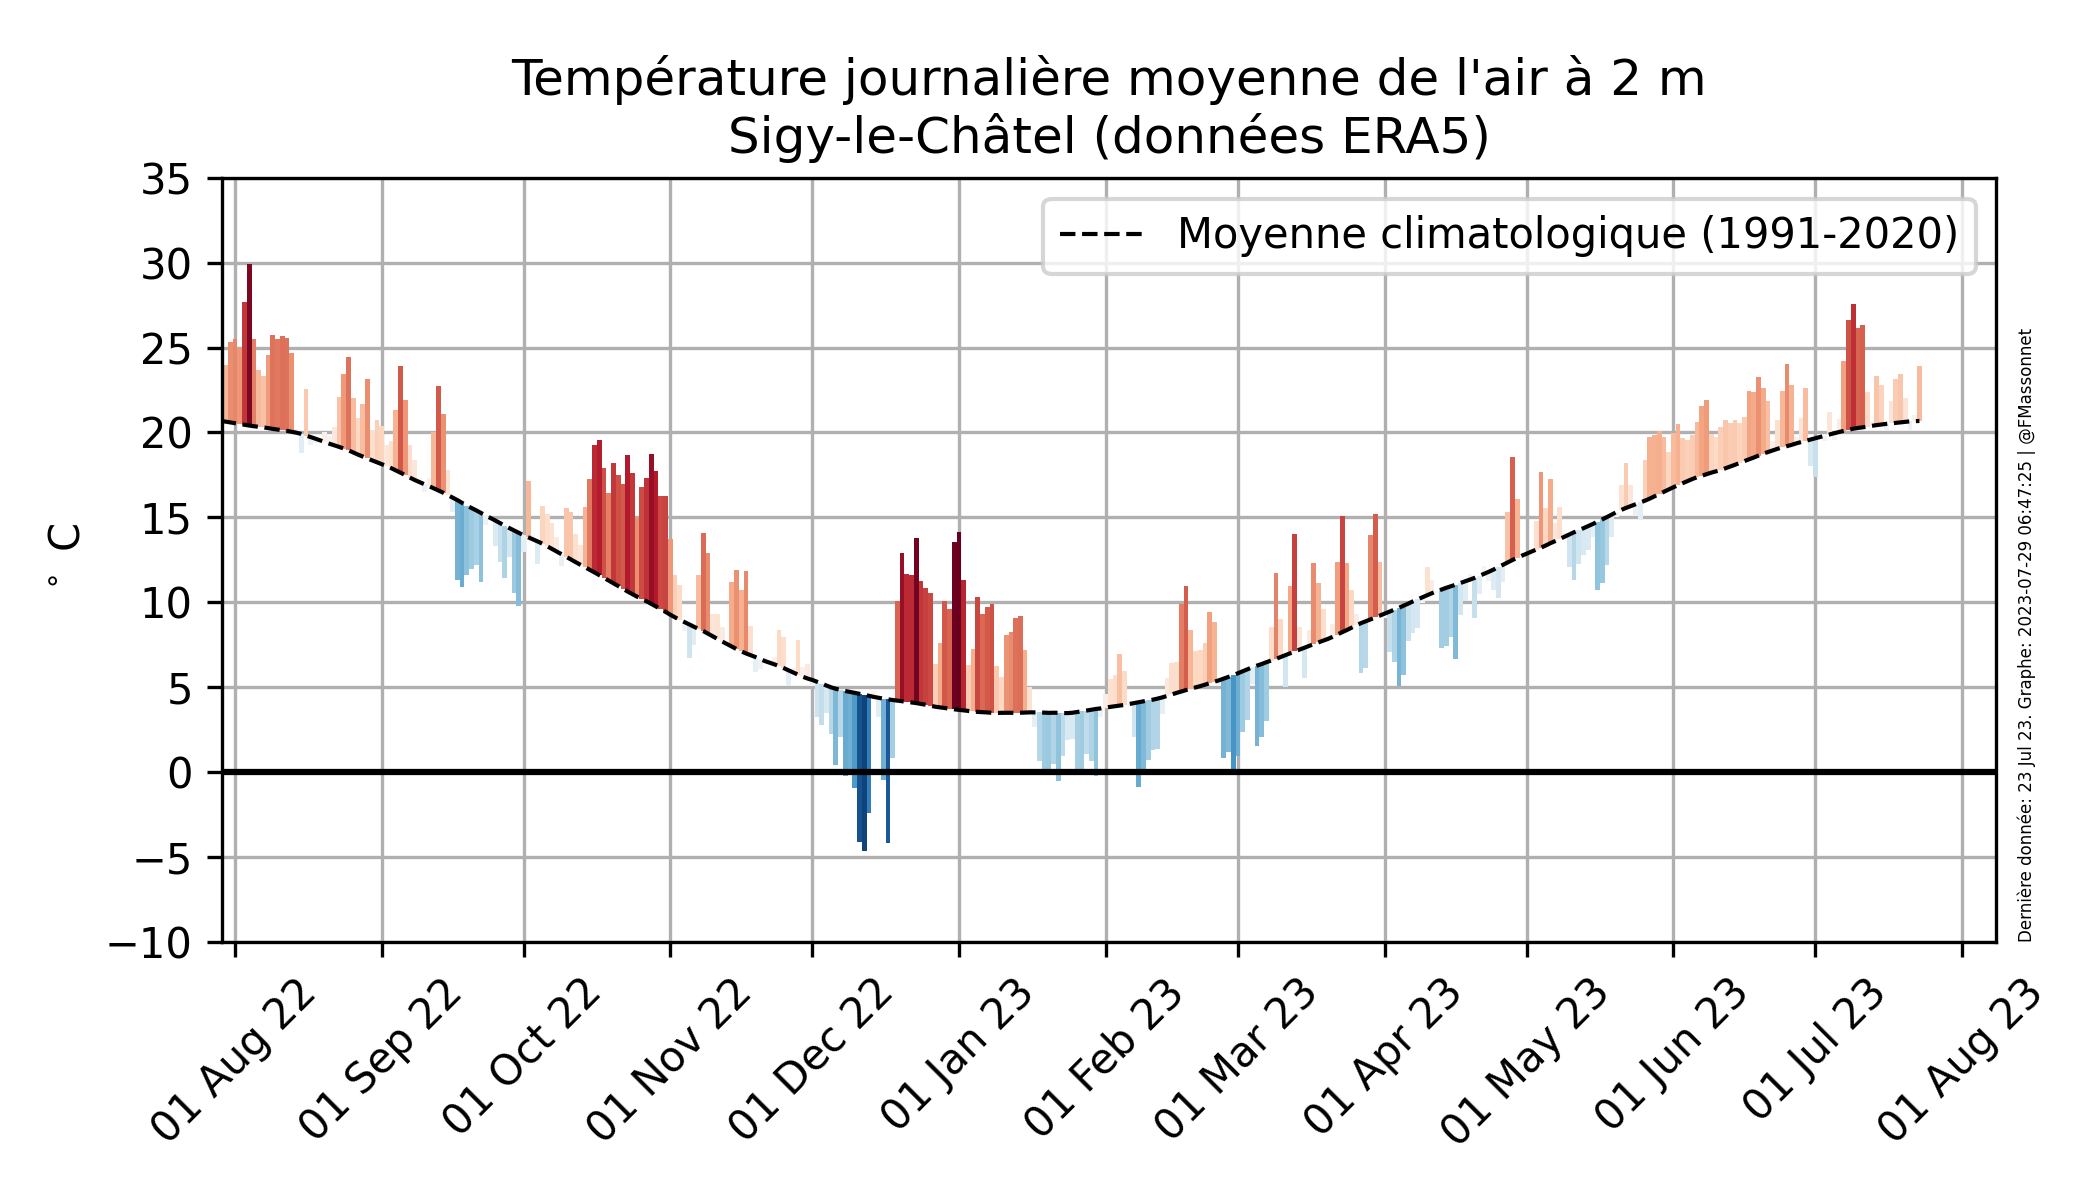 Température journalière moyenne de l'air à 2 m
Sigy-le-Châtel (données ERA5)
Moyenne climatologique (1991-2020)
35
30
25
20
15
10
5
0
−5
−10
° C
01 Aug 22
01 Sep 22
01 Oct 22
01 Nov 22
01 Dec 22
01 Jan 23
01 Feb 23
01 Mar 23
01 Apr 23
01 May 23
01 Jun 23
01 Jul 23
01 Aug 23
Dernière donnée: 23 Jul 23. Graphe: 2023-07-29 06:47:25 | @FMassonnet